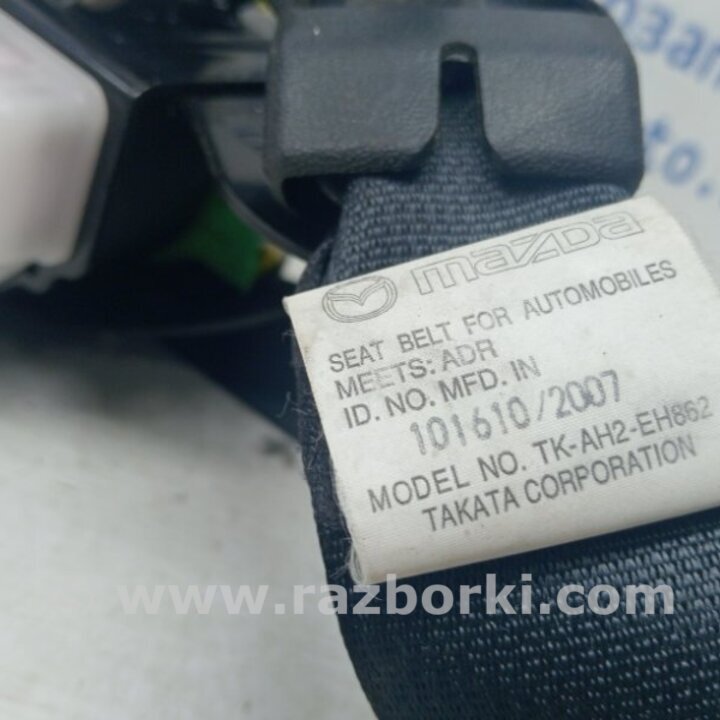 mazda
SEAT BELT FOR AUTOMOBILES
MEETS: ADR
ID. NO. MFD. IN
101610/2007
MODEL NO. TK-AH2-EH862
TAKATA CORPORATION
www.razborki.com